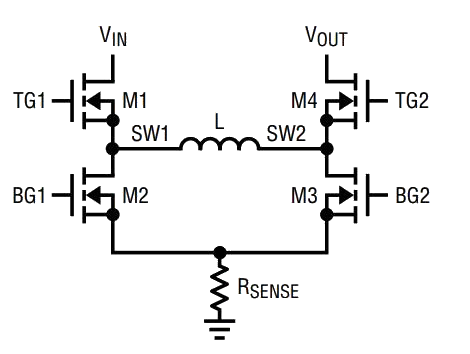 VIN VOUT
TG1 M1 M4 TG2
SW1 L SW2
BG1 M2 M3 BG2
RSENSE